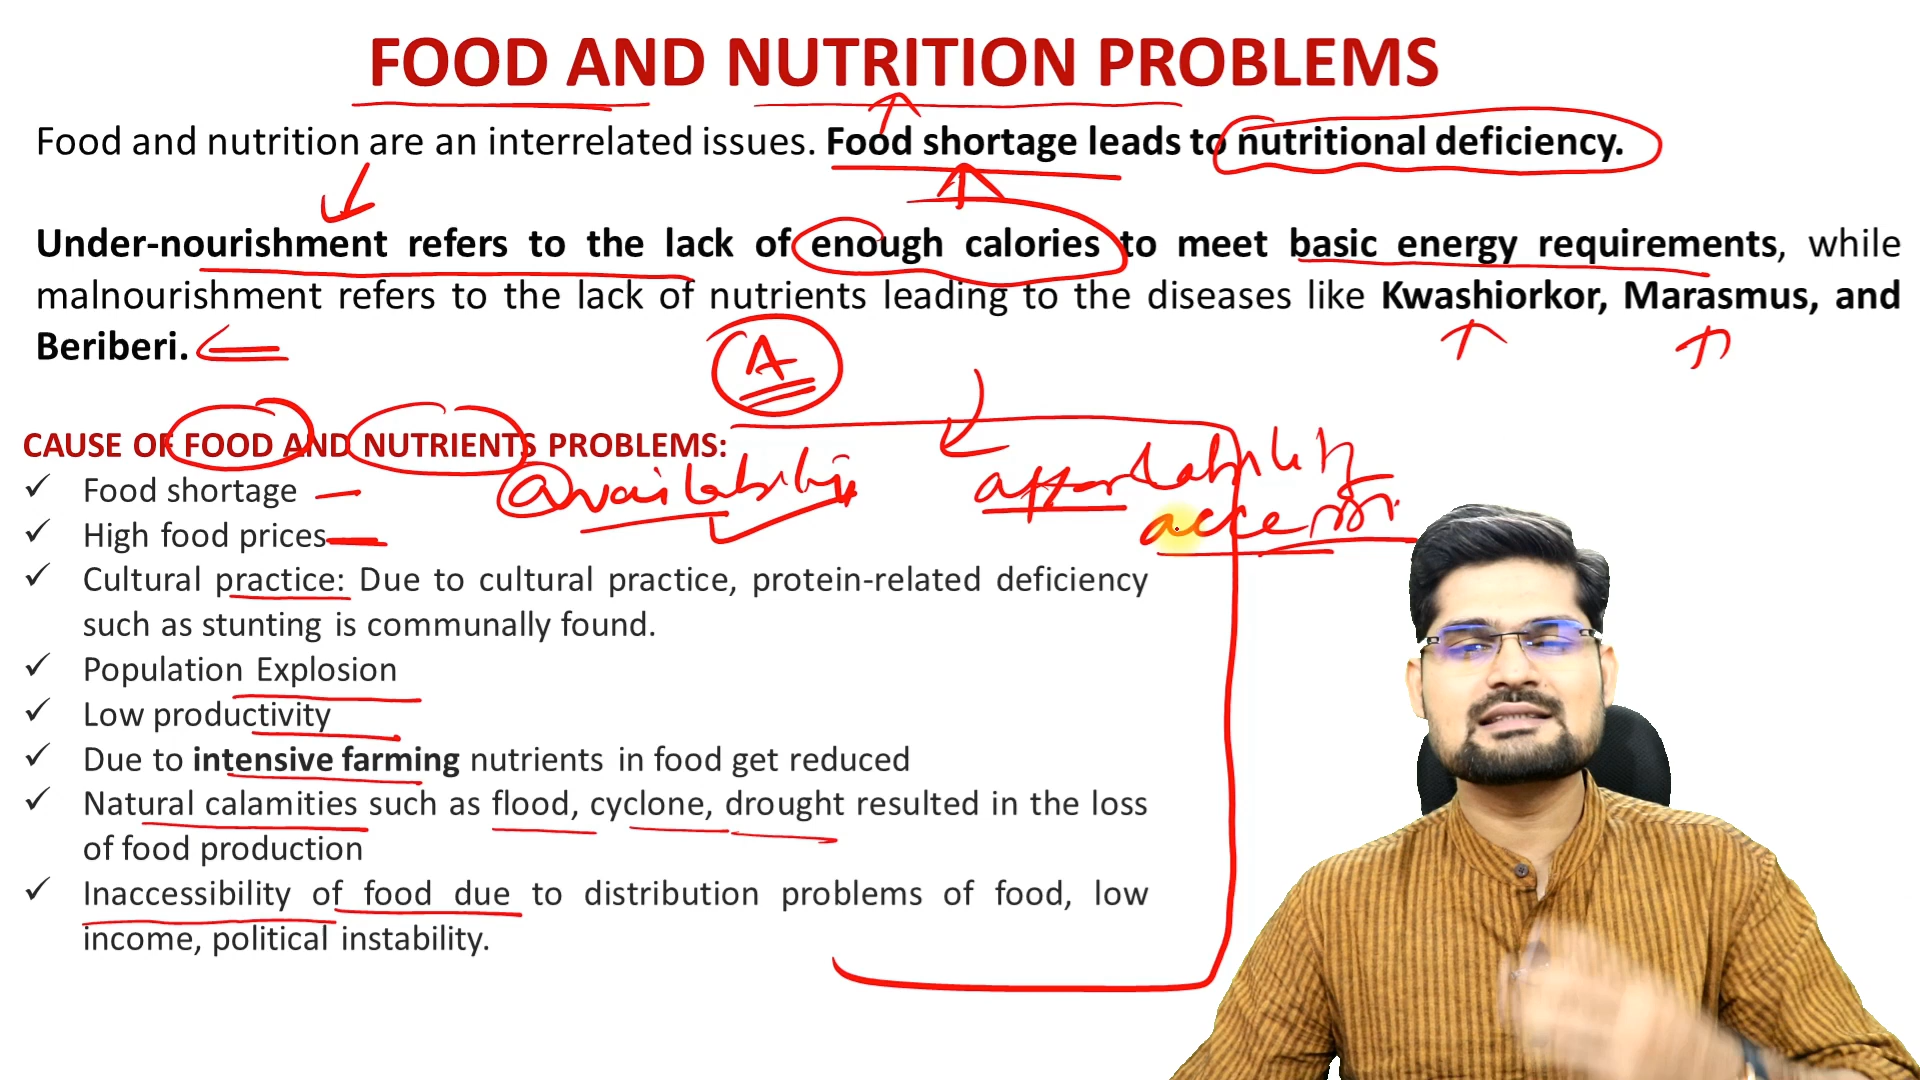 FOOD AND NUTRITION PROBLEMS
Food and nutrition are an interrelated issues. Food shortage leads to nutritional deficiency.
Under-nourishment refers to the lack of enough calories to meet basic energy requirements, while
malnourishment refers to the lack of nutrients leading to the diseases like Kwashiorkor, Marasmus, and
Beriberi.
A
CAUSE OF FOOD AND NUTRIENTS PROBLEMS:
availability affordability
accessi
✓ Food shortage
✓ High food prices
✓ Cultural practice: Due to cultural practice, protein-related deficiency
such as stunting is communally found.
✓ Population Explosion
✓ Low productivity
✓ Due to intensive farming nutrients in food get reduced
✓ Natural calamities such as flood, cyclone, drought resulted in the loss
of food production
✓ Inaccessibility of food due to distribution problems of food, low
income, political instability.